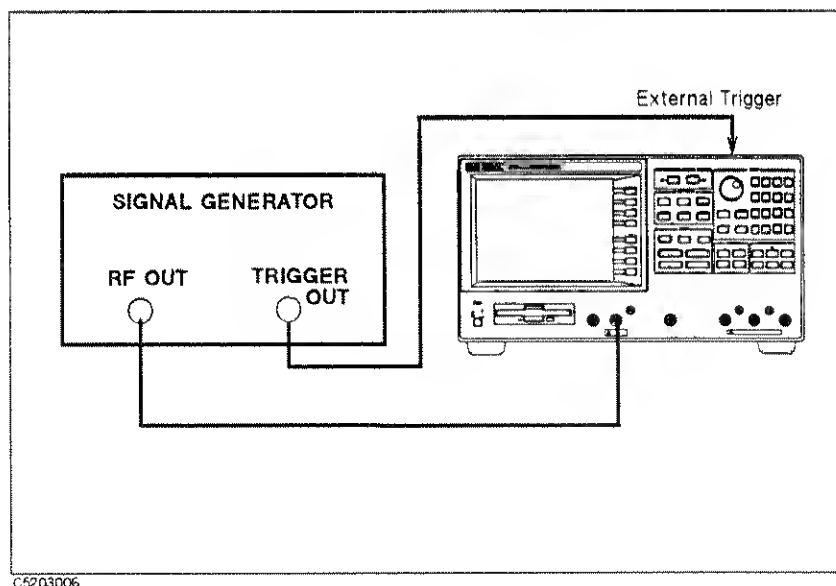 External Trigger
SIGNAL GENERATOR
RF OUT
TRIGGER
OUT
C5203006